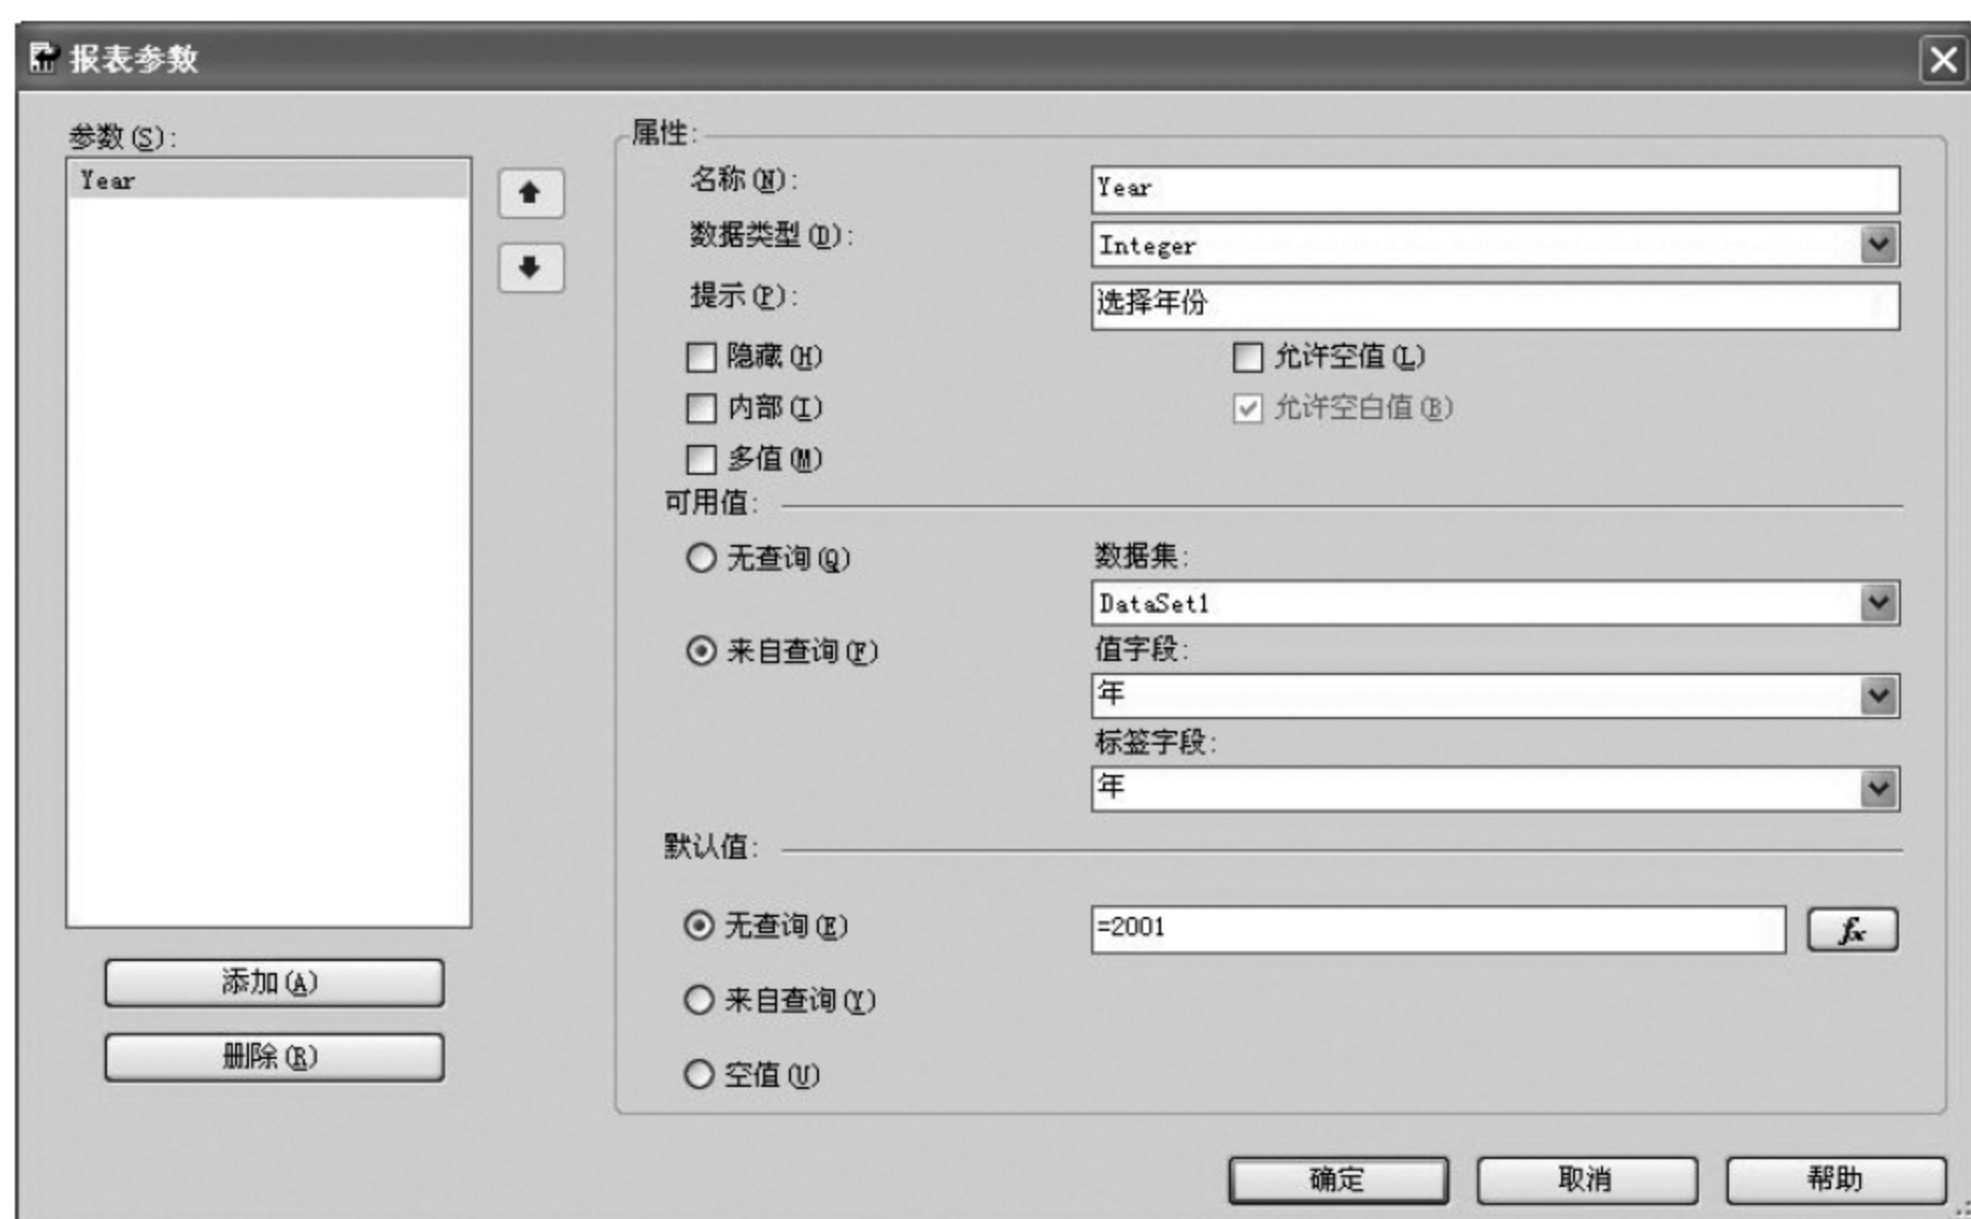 报表参数
参数(S):
Year
添加(A)
删除(R)
属性:
名称(N):
Year
数据类型(D):
Integer
提示(P):
选择年份
隐藏(H)
允许空值(L)
内部(I)
允许空白值(B)
多值(M)
可用值:
无查询(Q)
数据集:
DataSet1
来自查询(F)
值字段:
年
标签字段:
年
默认值:
无查询(E)
=2001
fx
来自查询(Y)
空值(U)
确定
取消
帮助